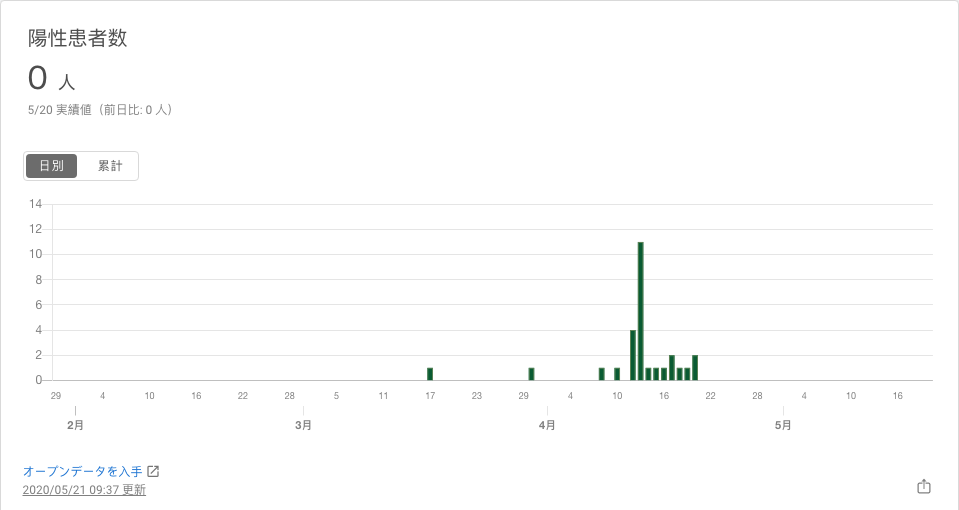 陽性患者数
0 人
5/20 実績値（前日比: 0 人）
日別 累計
14
12
10
8
6
4
2
0
29 4 10 16 22 28 5 11 17 23 29 4 10 16 22 28 4 10 16
2月 3月 4月 5月
オープンデータを入手
2020/05/21 09:37 更新